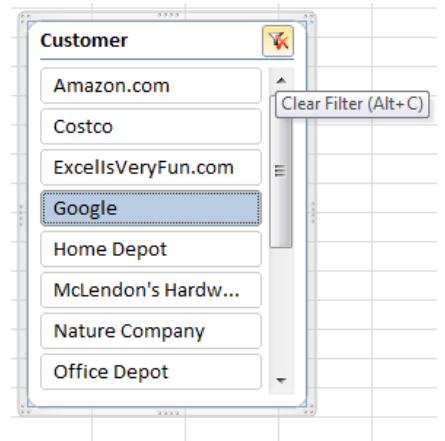 Customer
Amazon.com
Clear Filter (Alt+C)
Costco
ExcelIsVeryFun.com
Google
Home Depot
McLendon's Hardw...
Nature Company
Office Depot